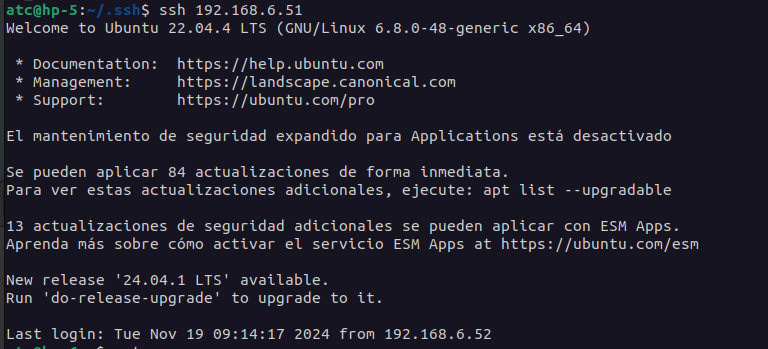 atc@hp-5:~/.ssh$ ssh 192.168.6.51
Welcome to Ubuntu 22.04.4 LTS (GNU/Linux 6.8.0-48-generic x86_64)
* Documentation:  https://help.ubuntu.com
* Management:     https://landscape.canonical.com
* Support:        https://ubuntu.com/pro
El mantenimiento de seguridad expandido para Applications está desactivado
Se pueden aplicar 84 actualizaciones de forma inmediata.
Para ver estas actualizaciones adicionales, ejecute: apt list --upgradable
13 actualizaciones de seguridad adicionales se pueden aplicar con ESM Apps.
Aprenda más sobre cómo activar el servicio ESM Apps at https://ubuntu.com/esm
New release '24.04.1 LTS' available.
Run 'do-release-upgrade' to upgrade to it.
Last login: Tue Nov 19 09:14:17 2024 from 192.168.6.52